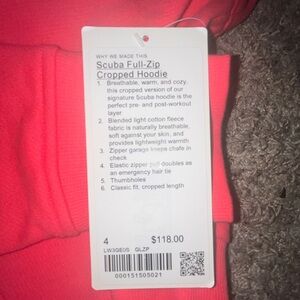 WHY WE MADE THIS
Scuba Full-Zip
Cropped Hoodie
1. Breathable, warm, and cozy,
this cropped version of our
signature Scuba hoodie is the
perfect pre- and post-workout
layer
2. Blended light cotton fleece
fabric is naturally breathable,
soft against your skin, and
provides lightweight warmth
3. Zipper garage keeps chafe in
check
4. Elastic zipper pull doubles as
an emergency hair tie
5. Thumbholes
6. Classic fit, cropped length
4 $118.00
LW3GE0S GLZP
000151505021